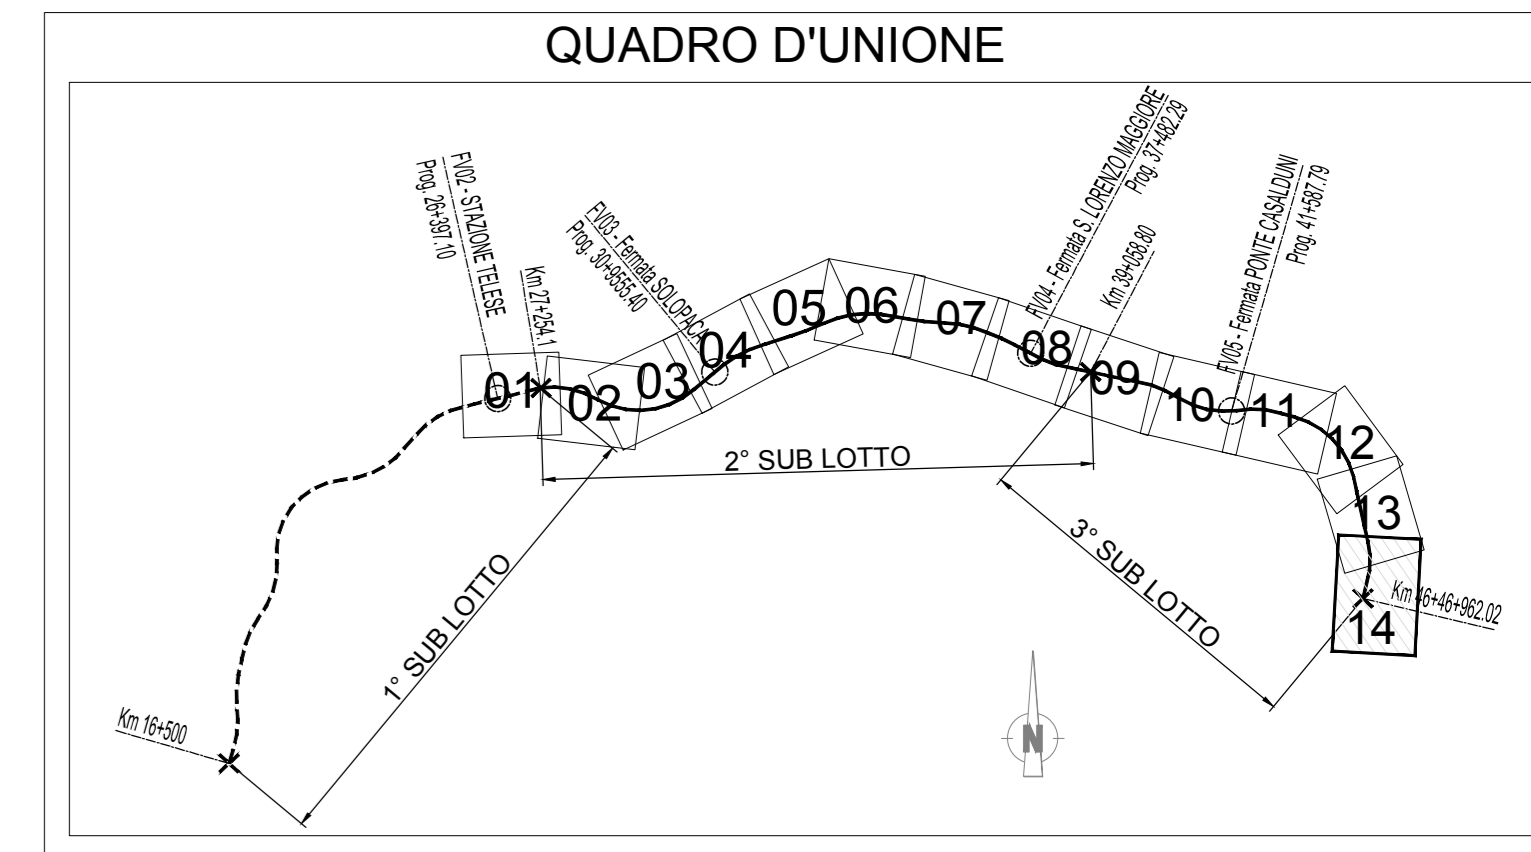 QUADRO D'UNIONE
FV02 - STAZIONE TELESE
Prog. 26+397.10
Km 27+254.1
FV03 - Fermata SOLOPACA
Prog. 30+9555.40
FV04 - Fermata S. LORENZO MAGGIORE
Prog. 37+482.29
Km 39+058.80
FV05 - Fermata PONTE CASALDUNI
Prog. 41+587.79
01
02
03
04
05
06
07
08
09
10
11
12
13
14
Km 46+46+962.02
1° SUB LOTTO
2° SUB LOTTO
3° SUB LOTTO
Km 16+500
N